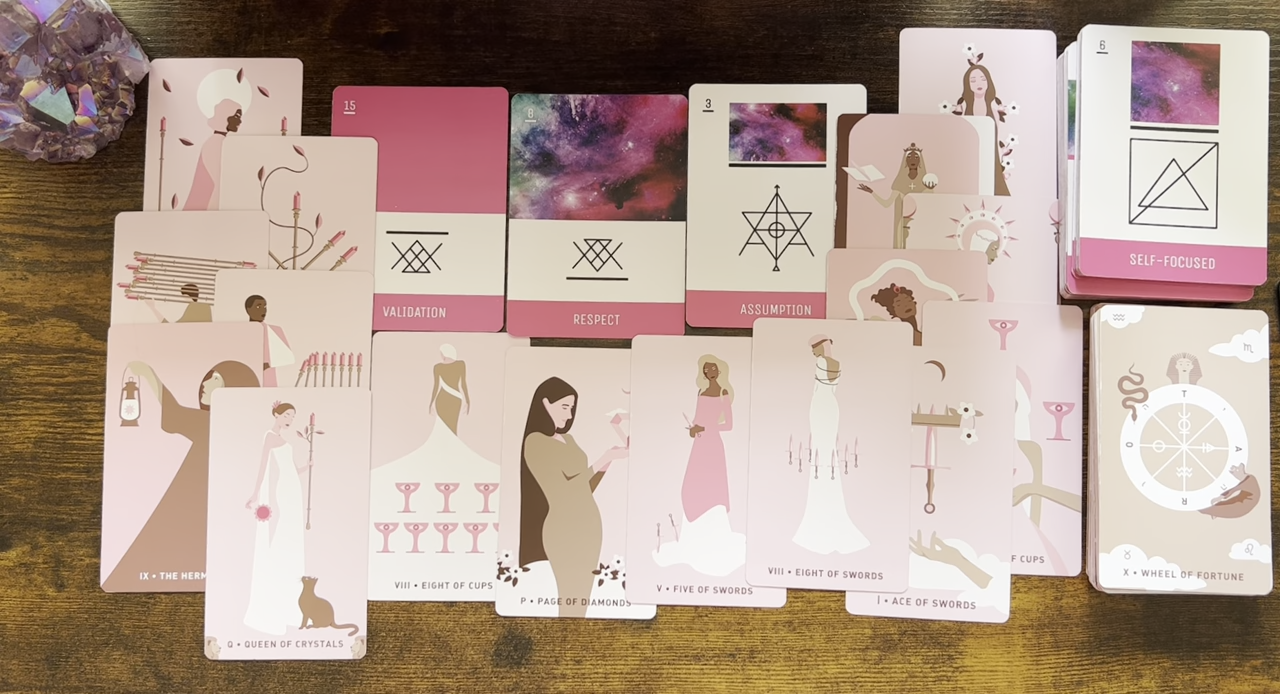 15
VALIDATION
8
RESPECT
3
ASSUMPTION
6
SELF-FOCUSED
IX • THE HERM
Q • QUEEN OF CRYSTALS
VIII • EIGHT OF CUPS
P • PAGE OF DIAMONDS
V • FIVE OF SWORDS
VIII • EIGHT OF SWORDS
I • ACE OF SWORDS
F CUPS
T
A
R
O
X • WHEEL OF FORTUNE